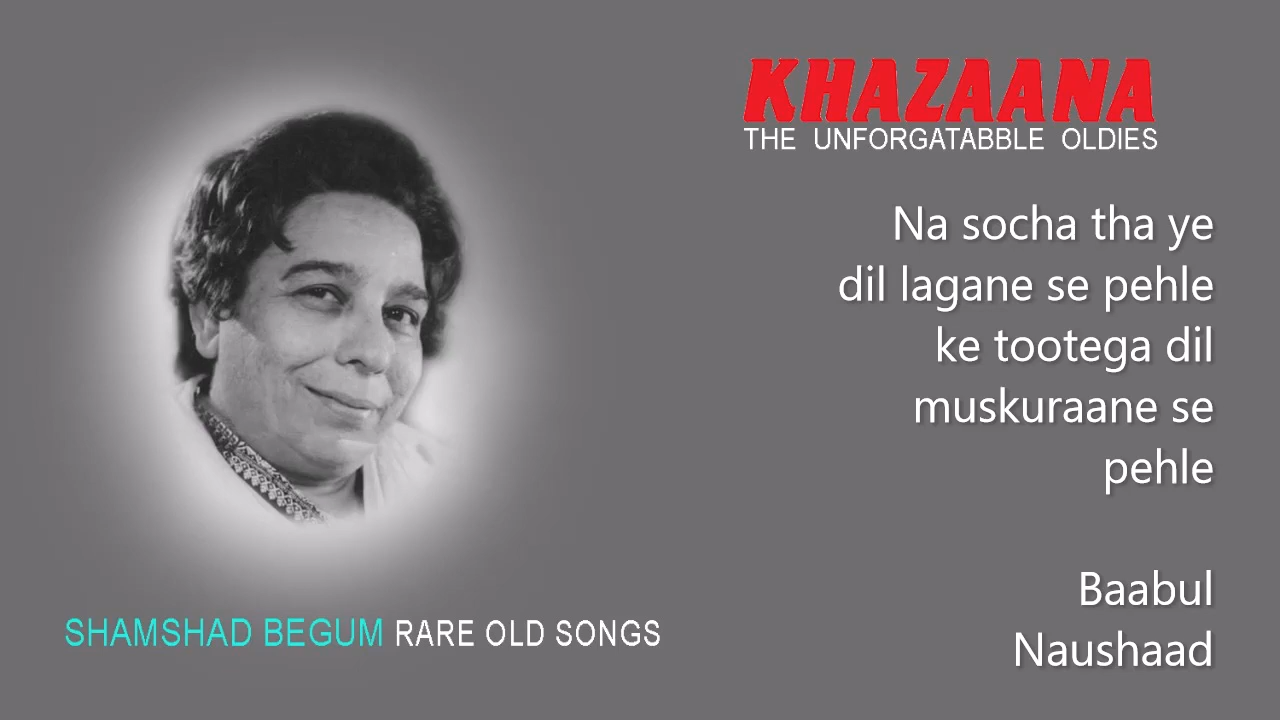 KHAZAANA
THE UNFORGATABBLE OLDIES
Na socha tha ye
dil lagane se pehle
ke tootega dil
muskuraane se
pehle
Baabul
Naushaad
SHAMSHAD BEGUM RARE OLD SONGS